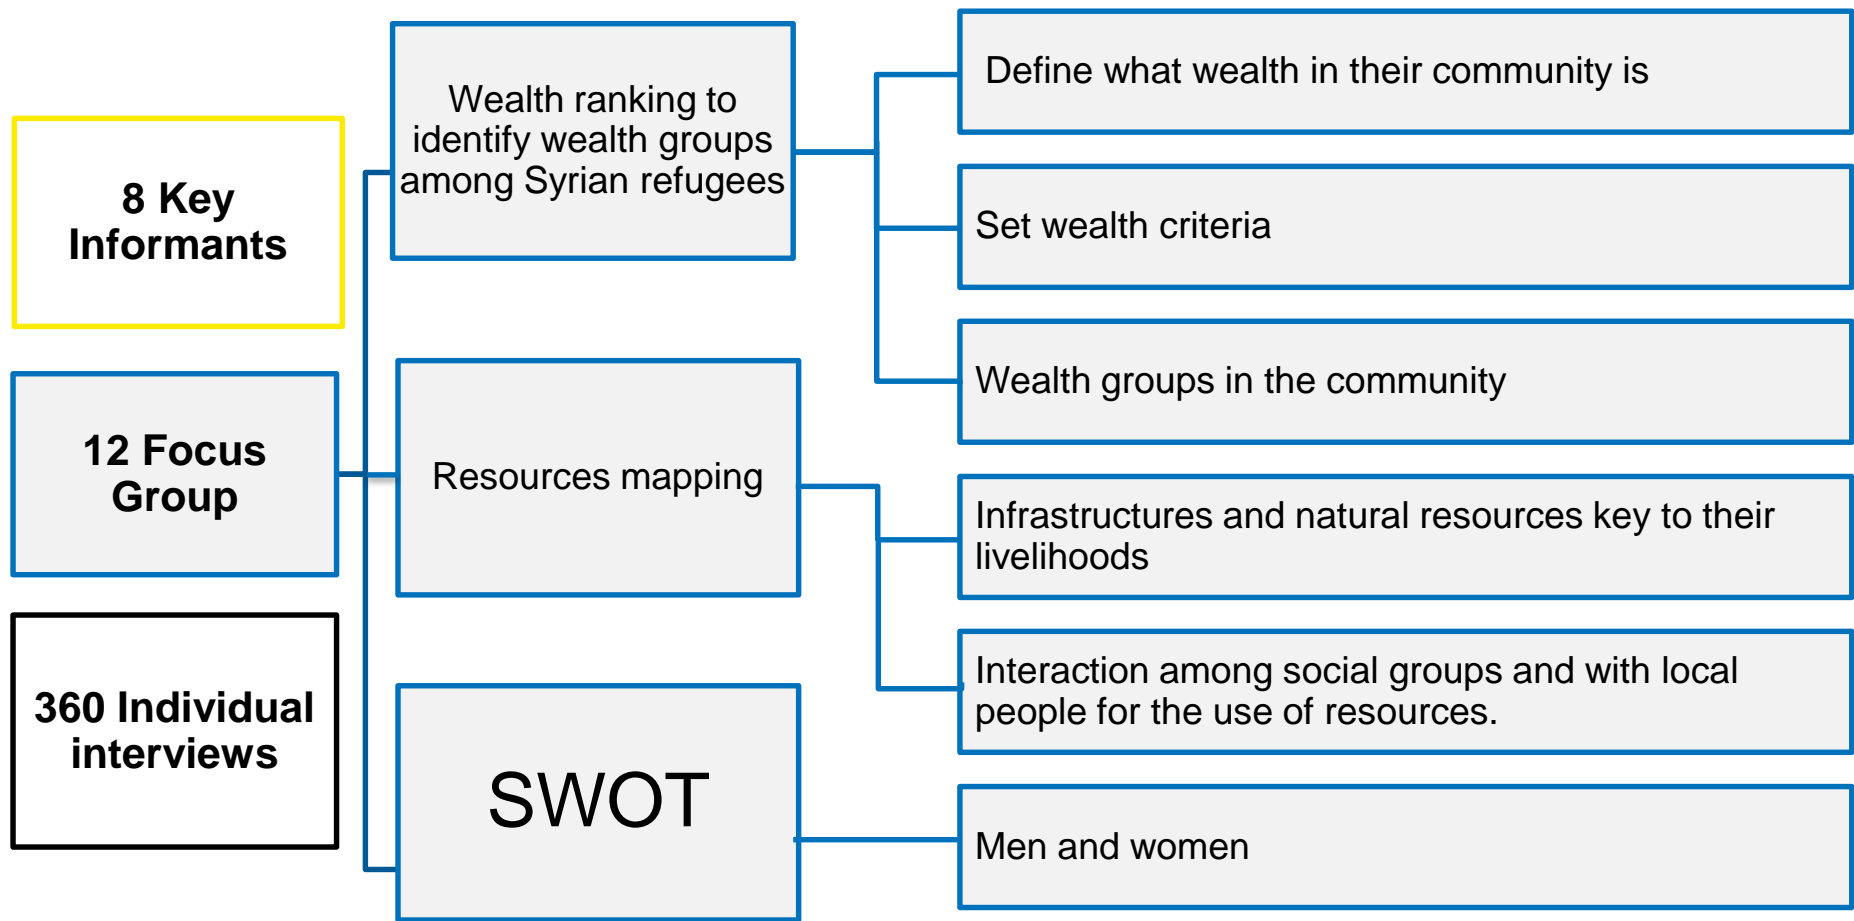 8 Key
Informants
12 Focus
Group
360 Individual
interviews
Wealth ranking to
identify wealth groups
among Syrian refugees
Resources mapping
SWOT
Define what wealth in their community is
Set wealth criteria
Wealth groups in the community
Infrastructures and natural resources key to their
livelihoods
Interaction among social groups and with local
people for the use of resources.
Men and women